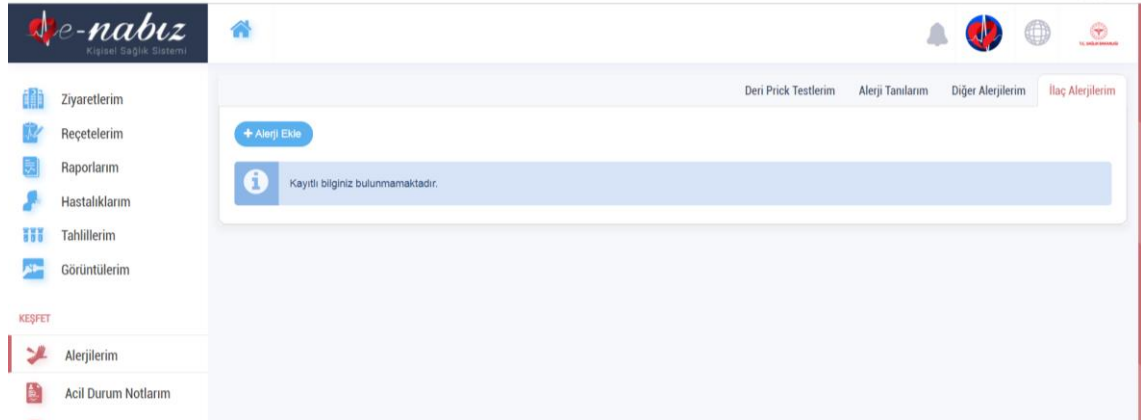 e-nabız
Kişisel Sağlık Sistemi
Ziyaretlerim
Reçetelerim
Raporlarım
Hastalıklarım
Tahlillerim
Görüntülerim
KEŞFET
Alerjilerim
Acil Durum Notlarım
Deri Prick Testlerim Alerji Tanılarım Diğer Alerjilerim İlaç Alerjilerim
+ Alerji Ekle
Kayıtlı bilginiz bulunmamaktadır.